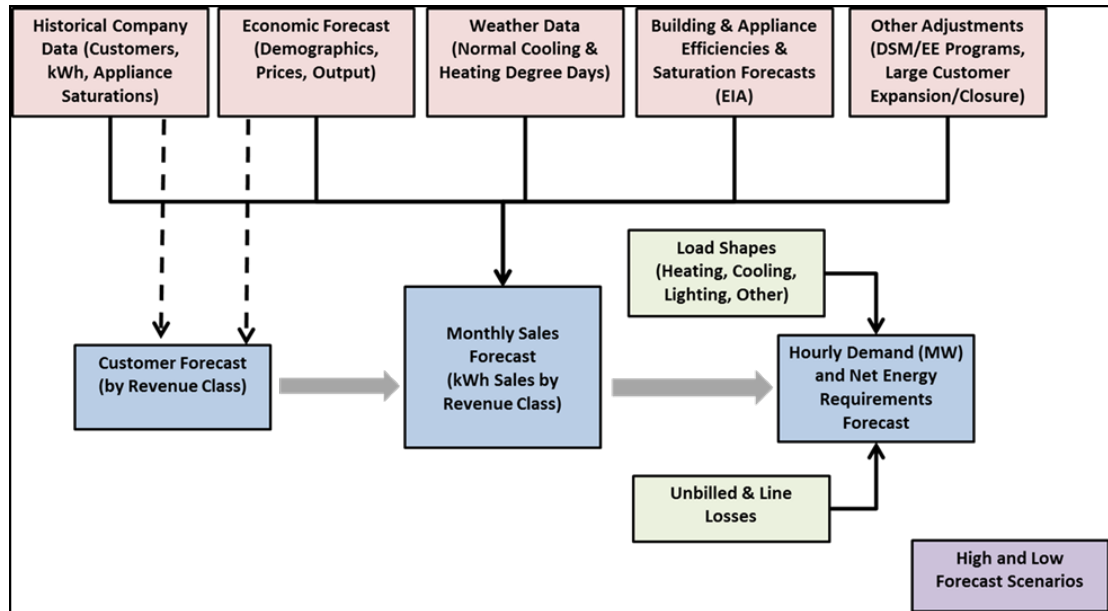 Historical Company
Data (Customers,
kWh, Appliance
Saturations)
Economic Forecast
(Demographics,
Prices, Output)
Weather Data
(Normal Cooling &
Heating Degree Days)
Building & Appliance
Efficiencies &
Saturation Forecasts
(EIA)
Other Adjustments
(DSM/EE Programs,
Large Customer
Expansion/Closure)
Load Shapes
(Heating, Cooling,
Lighting, Other)
Customer Forecast
(by Revenue Class)
Monthly Sales
Forecast
(kWh Sales by
Revenue Class)
Hourly Demand (MW)
and Net Energy
Requirements
Forecast
Unbilled & Line
Losses
High and Low
Forecast Scenarios